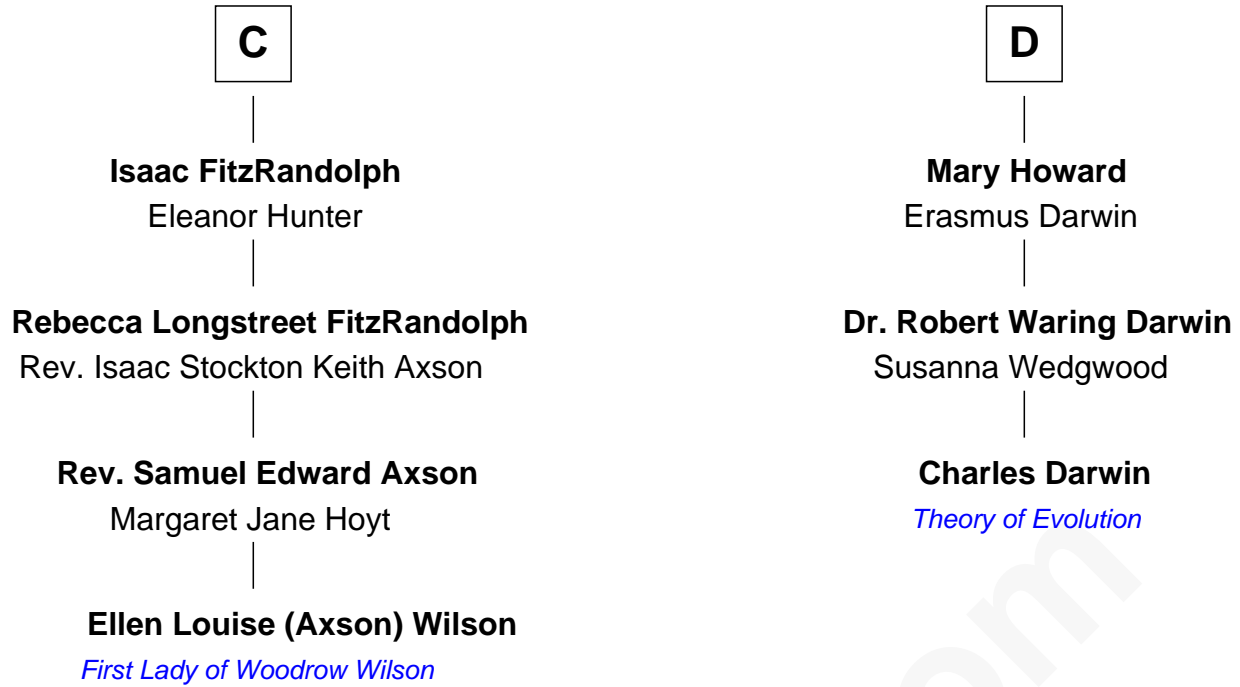 C
Isaac FitzRandolph
Eleanor Hunter
Rebecca Longstreet FitzRandolph
Rev. Isaac Stockton Keith Axson
Rev. Samuel Edward Axson
Margaret Jane Hoyt
Ellen Louise (Axson) Wilson
First Lady of Woodrow Wilson
D
Mary Howard
Erasmus Darwin
Dr. Robert Waring Darwin
Susanna Wedgwood
Charles Darwin
Theory of Evolution
om